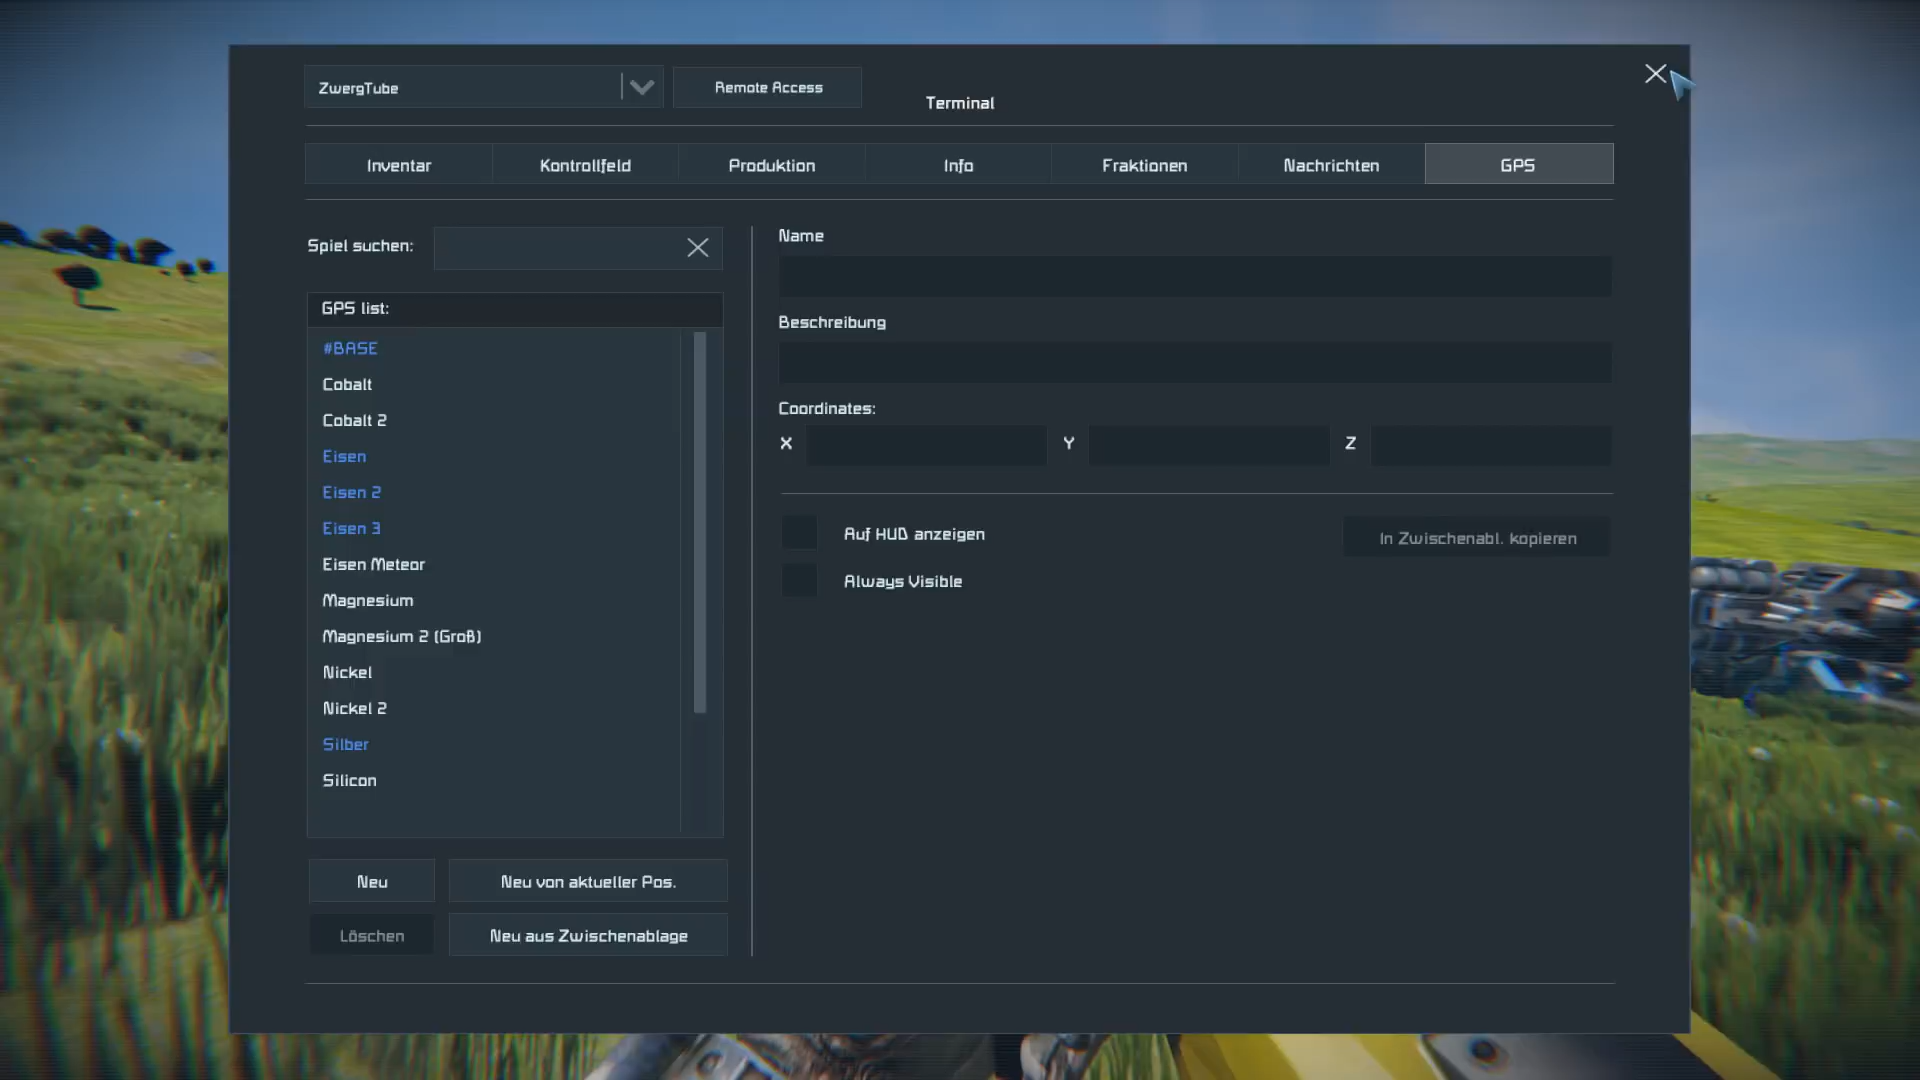 ZwergTube
Remote Access
Terminal
Inventar
Kontrollfeld
Produktion
Info
Fraktionen
Nachrichten
GPS
Spiel suchen:
GPS list:
#BASE
Cobalt
Cobalt 2
Eisen
Eisen 2
Eisen 3
Eisen Meteor
Magnesium
Magnesium 2 (Groß)
Nickel
Nickel 2
Silber
Silicon
Neu
Neu von aktueller Pos.
Löschen
Neu aus Zwischenablage
Name
Beschreibung
Coordinates:
X
Y
Z
Auf HUD anzeigen
In Zwischenabl. kopieren
Always Visible